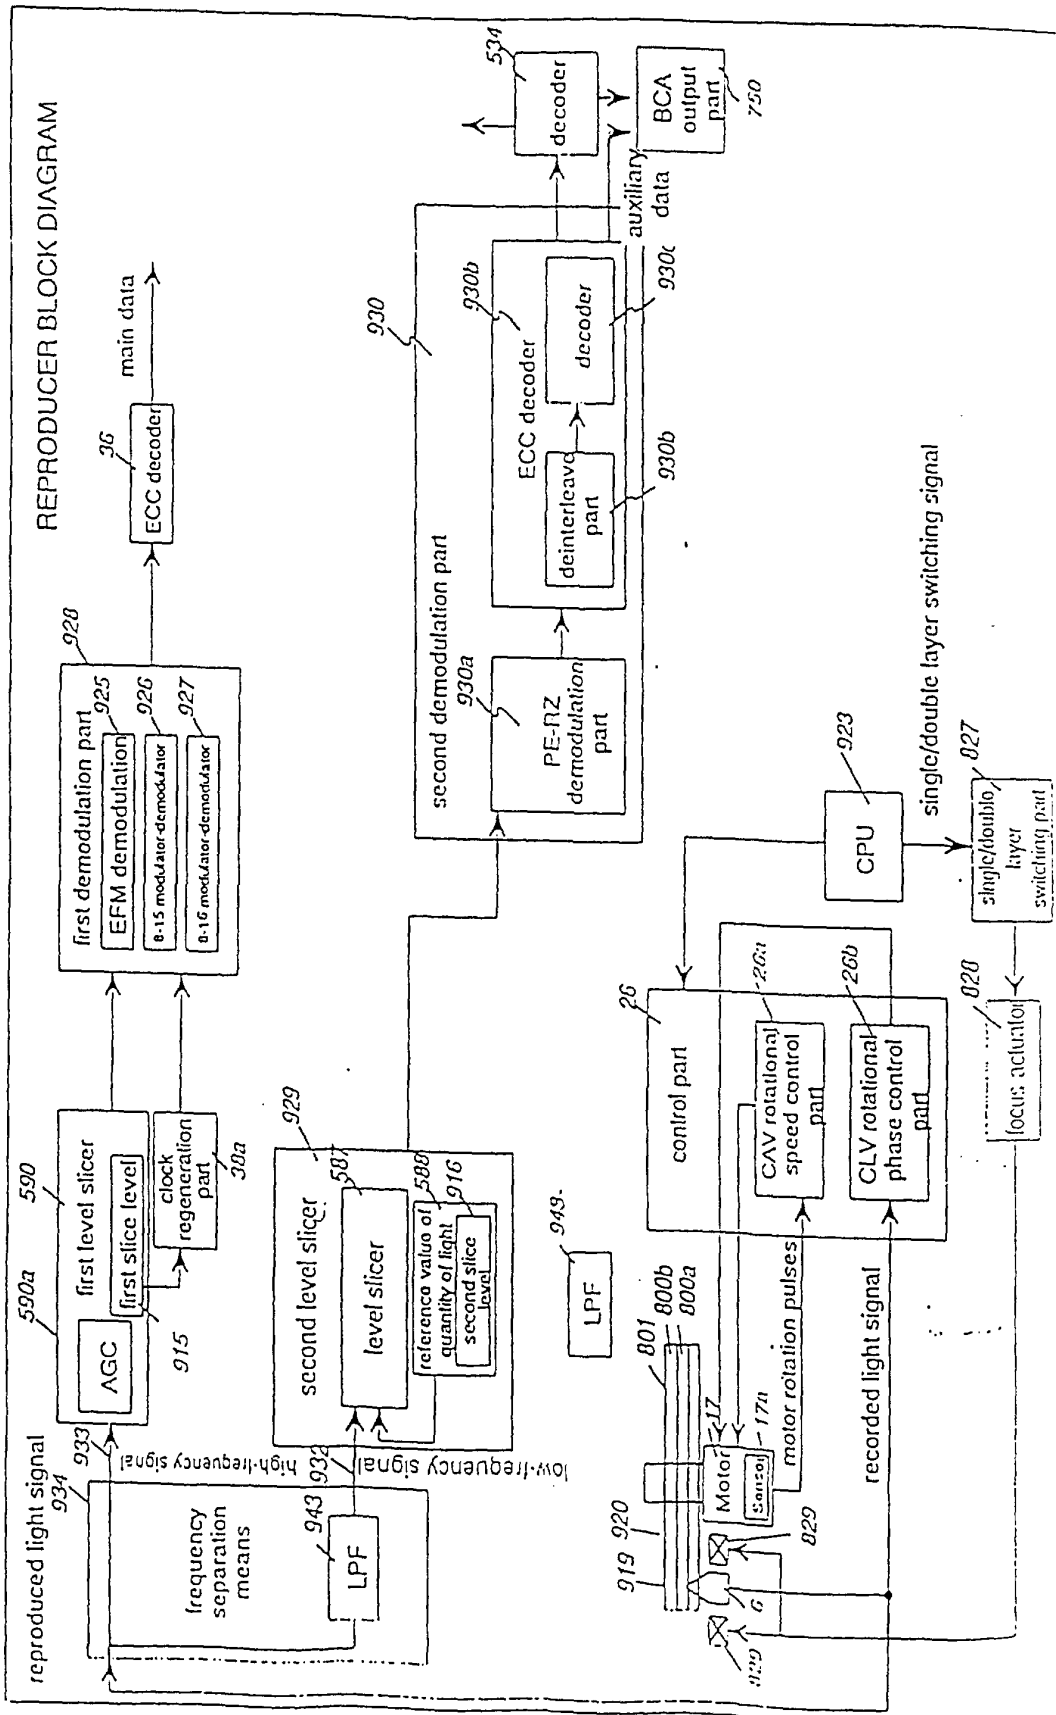 REPRODUCER BLOCK DIAGRAM
reproduced light signal
934
933
frequency
separation
means
943
LPF
932
high-frequency signal
low-frequency signal
590a
590
first level slicer
AGC
first slice level
915
clock
regeneration
part
38a
928
first demodulation part
925
EFM demodulation
926
8-15 modulator-demodulator
927
8-16 modulator-demodulator
36
ECC decoder
main data
929
second level slicer
587
level slicer
588
reference value of
quantity of light
916
second slice
level
930
second demodulation part
930a
PE-RZ
demodulation
part
930b
ECC decoder
deinterleave
part
930b
decoder
930c
534
decoder
auxiliary
data
BCA
output
part
750
943
LPF
919
920
801
800b
800a
Motor
17
sensor
17a
829
6
929
motor rotation pulses
recorded light signal
26
control part
26a
CAV rotational
speed control
part
26b
CLV rotational
phase control
part
923
CPU
single/double layer switching signal
827
single/double
layer
switching part
828
focus actuator